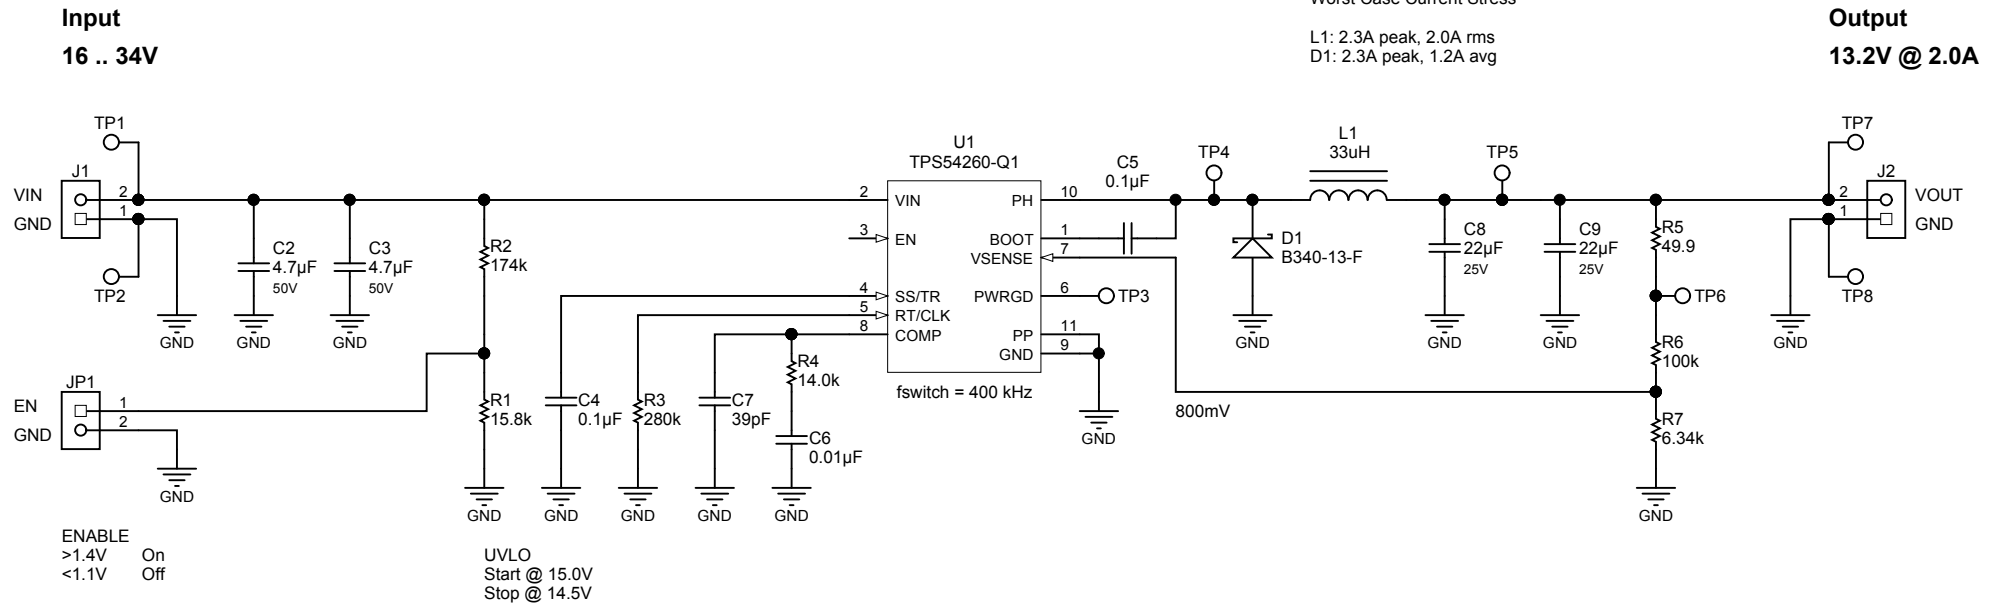 Input
16 .. 34V
Worst Case Current Stress
L1: 2.3A peak, 2.0A rms
D1: 2.3A peak, 1.2A avg
Output
13.2V @ 2.0A
TP1
J1
VIN
2
GND
1
TP2
GND
C2
4.7µF
50V
GND
C3
4.7µF
50V
GND
R2
174k
JP1
EN
1
GND
2
GND
R1
15.8k
GND
ENABLE
>1.4V On
<1.1V Off
UVLO
Start @ 15.0V
Stop @ 14.5V
C4
0.1µF
GND
R3
280k
GND
C7
39pF
GND
R4
14.0k
C6
0.01µF
GND
U1
TPS54260-Q1
2 VIN PH 10
3 EN BOOT 1
VSENSE 7
4 SS/TR PWRGD 6
5 RT/CLK
8 COMP PP 11
GND 9
fswitch = 400 kHz
TP3
GND
C5
0.1µF
TP4
D1
B340-13-F
GND
L1
33uH
TP5
C8
22µF
25V
GND
C9
22µF
25V
GND
R5
49.9
TP6
R6
100k
800mV
R7
6.34k
GND
TP7
J2
2
VOUT
1
GND
TP8
GND